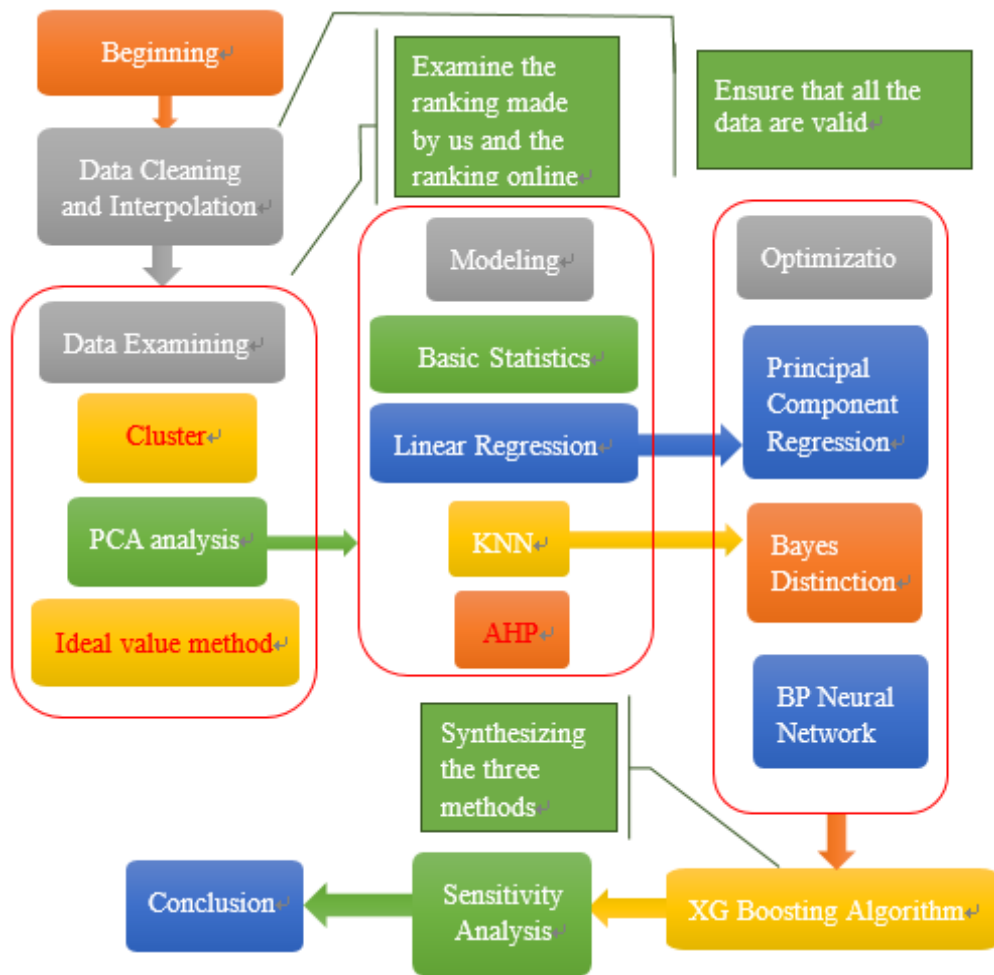 Beginning
Data Cleaning
and Interpolation
Examine the
ranking made
by us and the
ranking online
Ensure that all the
data are valid
Data Examining
Cluster
PCA analysis
Ideal value method
Modeling
Basic Statistics
Linear Regression
KNN
AHP
Optimizatio
Principal
Component
Regression
Bayes
Distinction
BP Neural
Network
Synthesizing
the three
methods
XG Boosting Algorithm
Sensitivity
Analysis
Conclusion